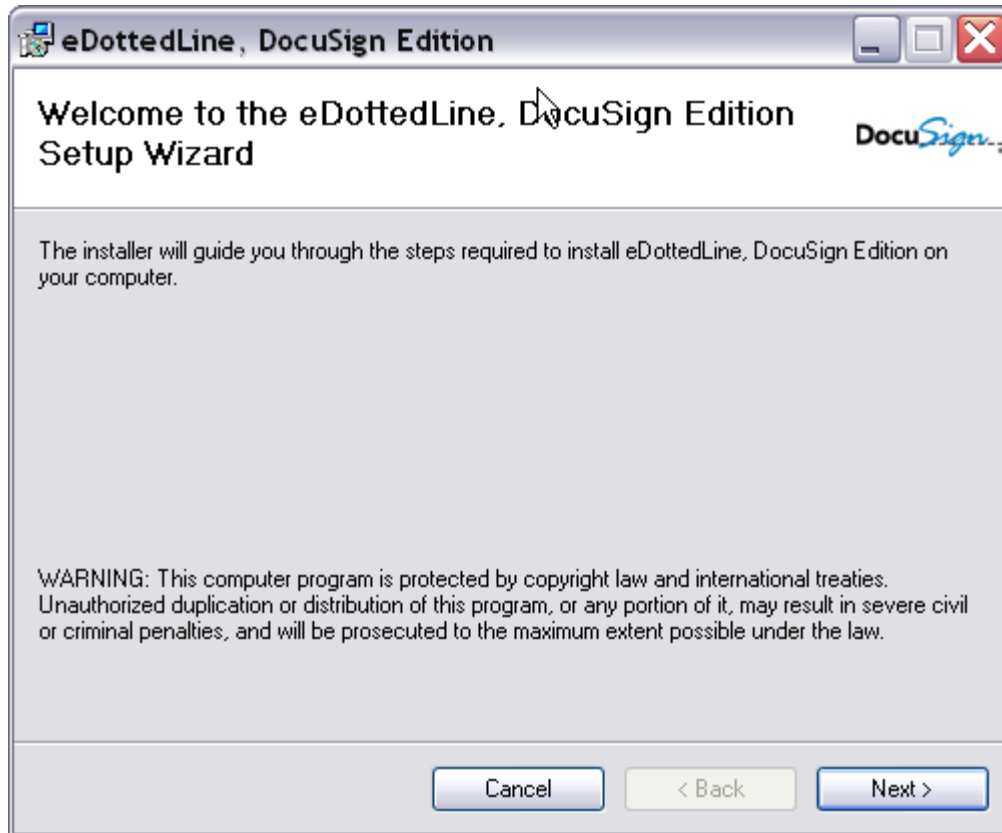 eDottedLine, DocuSign Edition
Welcome to the eDottedLine, DocuSign Edition
Setup Wizard
DocuSign
The installer will guide you through the steps required to install eDottedLine, DocuSign Edition on
your computer.
WARNING: This computer program is protected by copyright law and international treaties.
Unauthorized duplication or distribution of this program, or any portion of it, may result in severe civil
or criminal penalties, and will be prosecuted to the maximum extent possible under the law.
Cancel
< Back
Next >